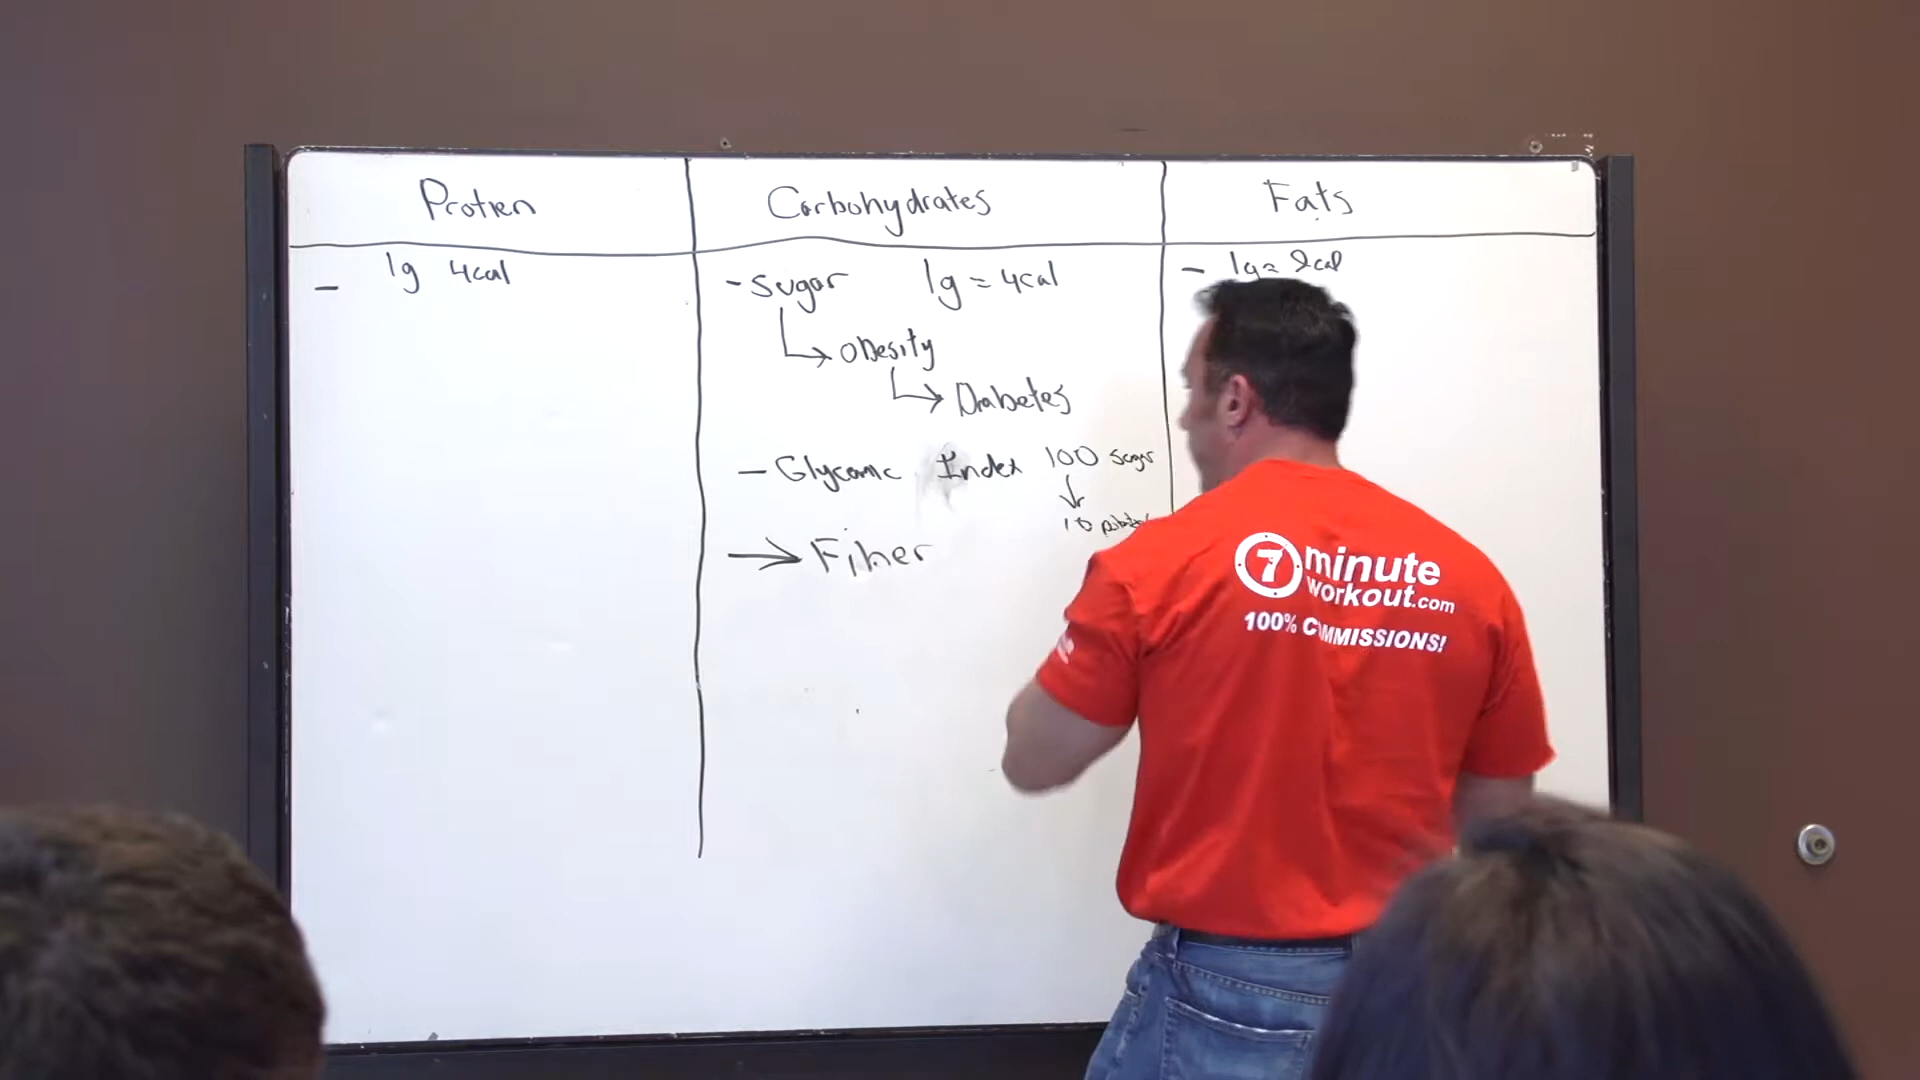 Protien
Carbohydrates
Fats
- 1g 4cal
- Sugar 1g = 4cal
- 1g = 9cal
Obesity
Diabetes
- Glycemic Index 100 sugar
10
→ Fiber
7 minute
workout.com
100% COMMISSIONS!